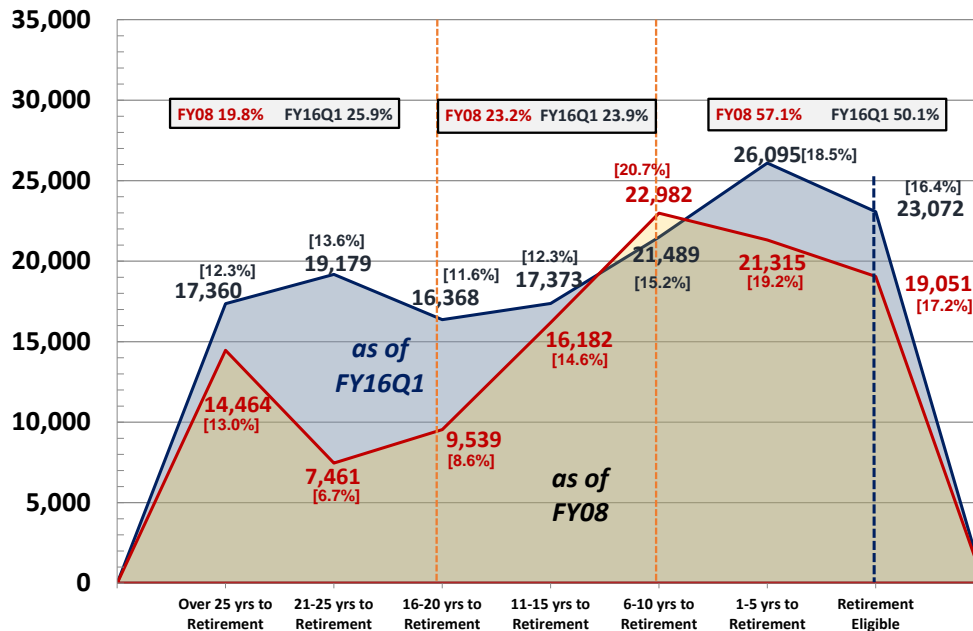 35,000
30,000
25,000
20,000
15,000
10,000
5,000
0
FY08 19.8% FY16Q1 25.9%
FY08 23.2% FY16Q1 23.9%
FY08 57.1% FY16Q1 50.1%
[12.3%]
17,360
[13.6%]
19,179
[11.6%]
16,368
[12.3%]
17,373
[20.7%]
22,982
21,489
[15.2%]
26,095 [18.5%]
[16.4%]
23,072
14,464
[13.0%]
7,461
[6.7%]
9,539
[8.6%]
16,182
[14.6%]
21,315
[19.2%]
19,051
[17.2%]
as of
FY16Q1
as of
FY08
Over 25 yrs to
Retirement
21-25 yrs to
Retirement
16-20 yrs to
Retirement
11-15 yrs to
Retirement
6-10 yrs to
Retirement
1-5 yrs to
Retirement
Retirement
Eligible